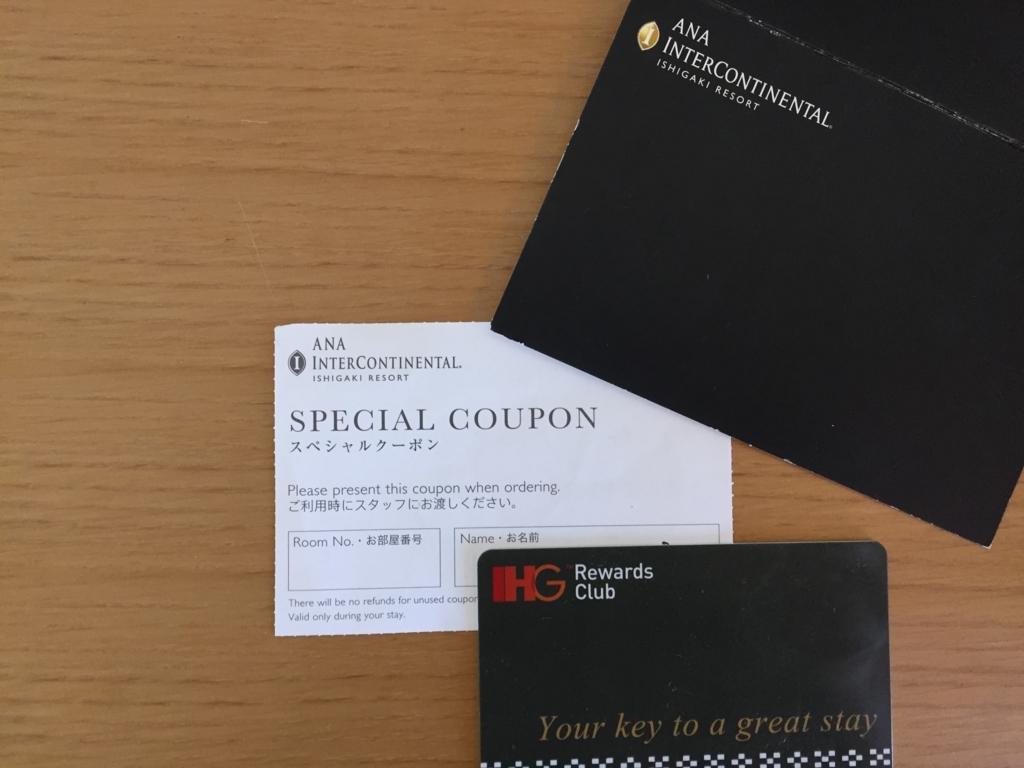 ANA
INTERCONTINENTAL
ISHIGAKI RESORT
ANA
INTERCONTINENTAL.
ISHIGAKI RESORT
SPECIAL COUPON
スペシャルクーポン
Please present this coupon when ordering.
ご利用時にスタッフにお渡しください。
Room No.・お部屋番号
Name・お名前
There will be no refunds for unused coupon
Valid only during your stay.
IHG Rewards
Club
Your key to a great stay